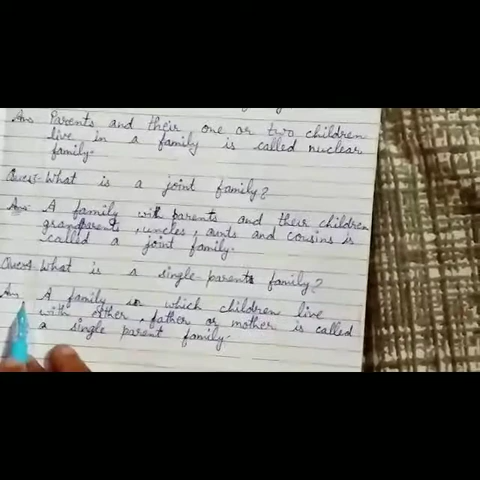 Ans Parents and their one or two children
live in a family is called nuclear
family.
Ques- What is a joint family?
Ans- A family with parents and their children
grandparents, uncles, aunts and cousins is
called a joint family.
Ques- What is a single-parent family?
Ans A family in which children live
with either, father or mother is called
a single parent family.